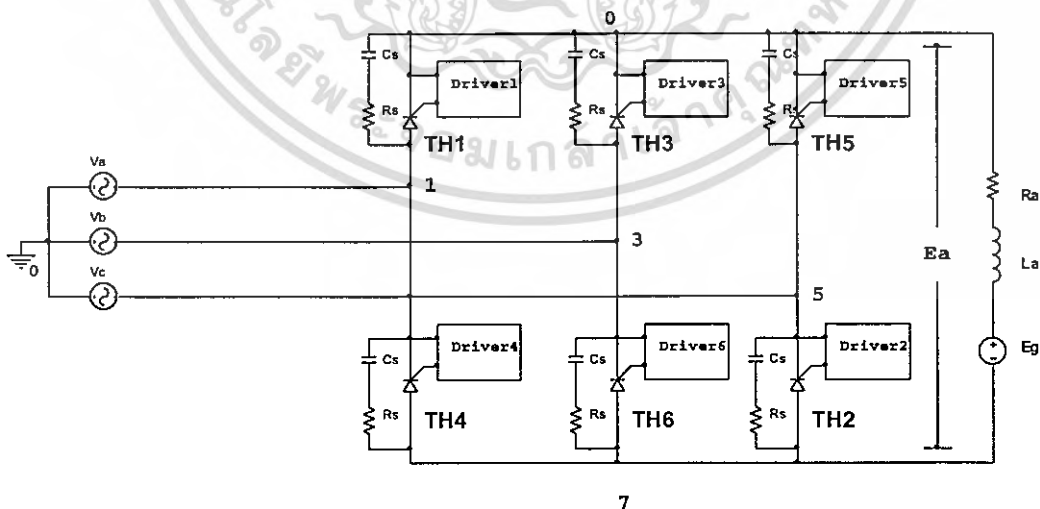 0
Cs
Driver1
Rs
TH1
Cs
Driver3
Rs
TH3
Cs
Driver5
Rs
TH5
Va
1
Vb
3
0
Vc
5
Ra
Ea
La
Eg
Cs
Driver4
Rs
TH4
Cs
Driver6
Rs
TH6
Cs
Driver2
Rs
TH2
7